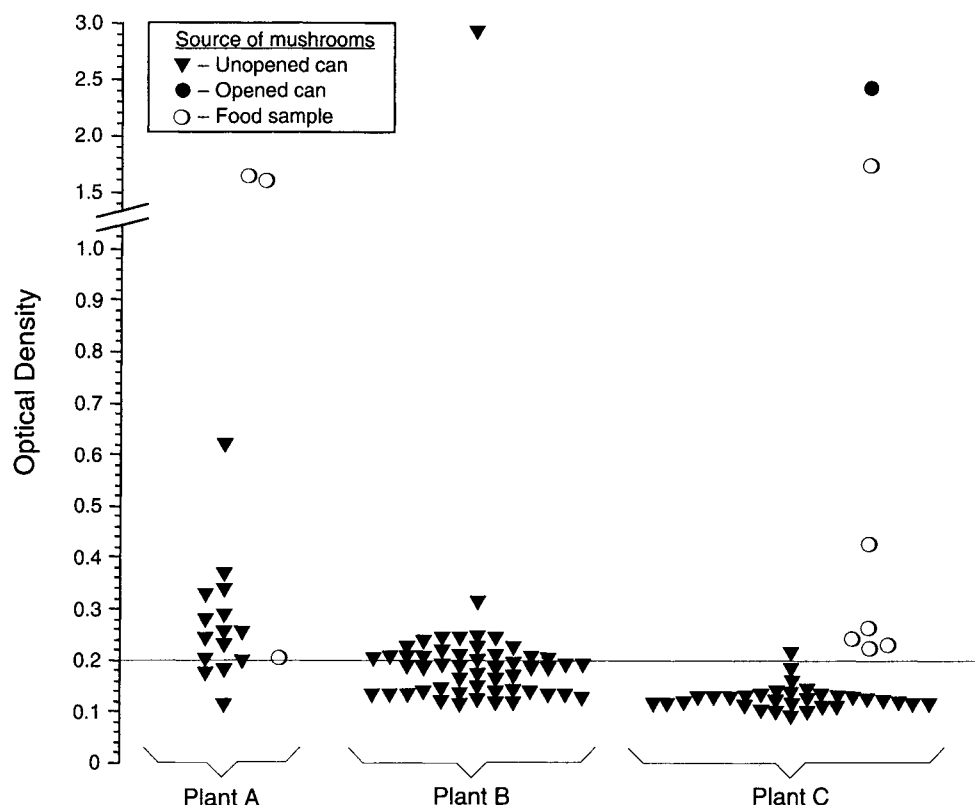 Source of mushrooms
– Unopened can
– Opened can
– Food sample
3.0
2.5
2.0
1.5
1.0
0.9
0.8
0.7
0.6
0.5
0.4
0.3
0.2
0.1
0
Optical Density
Plant A
Plant B
Plant C